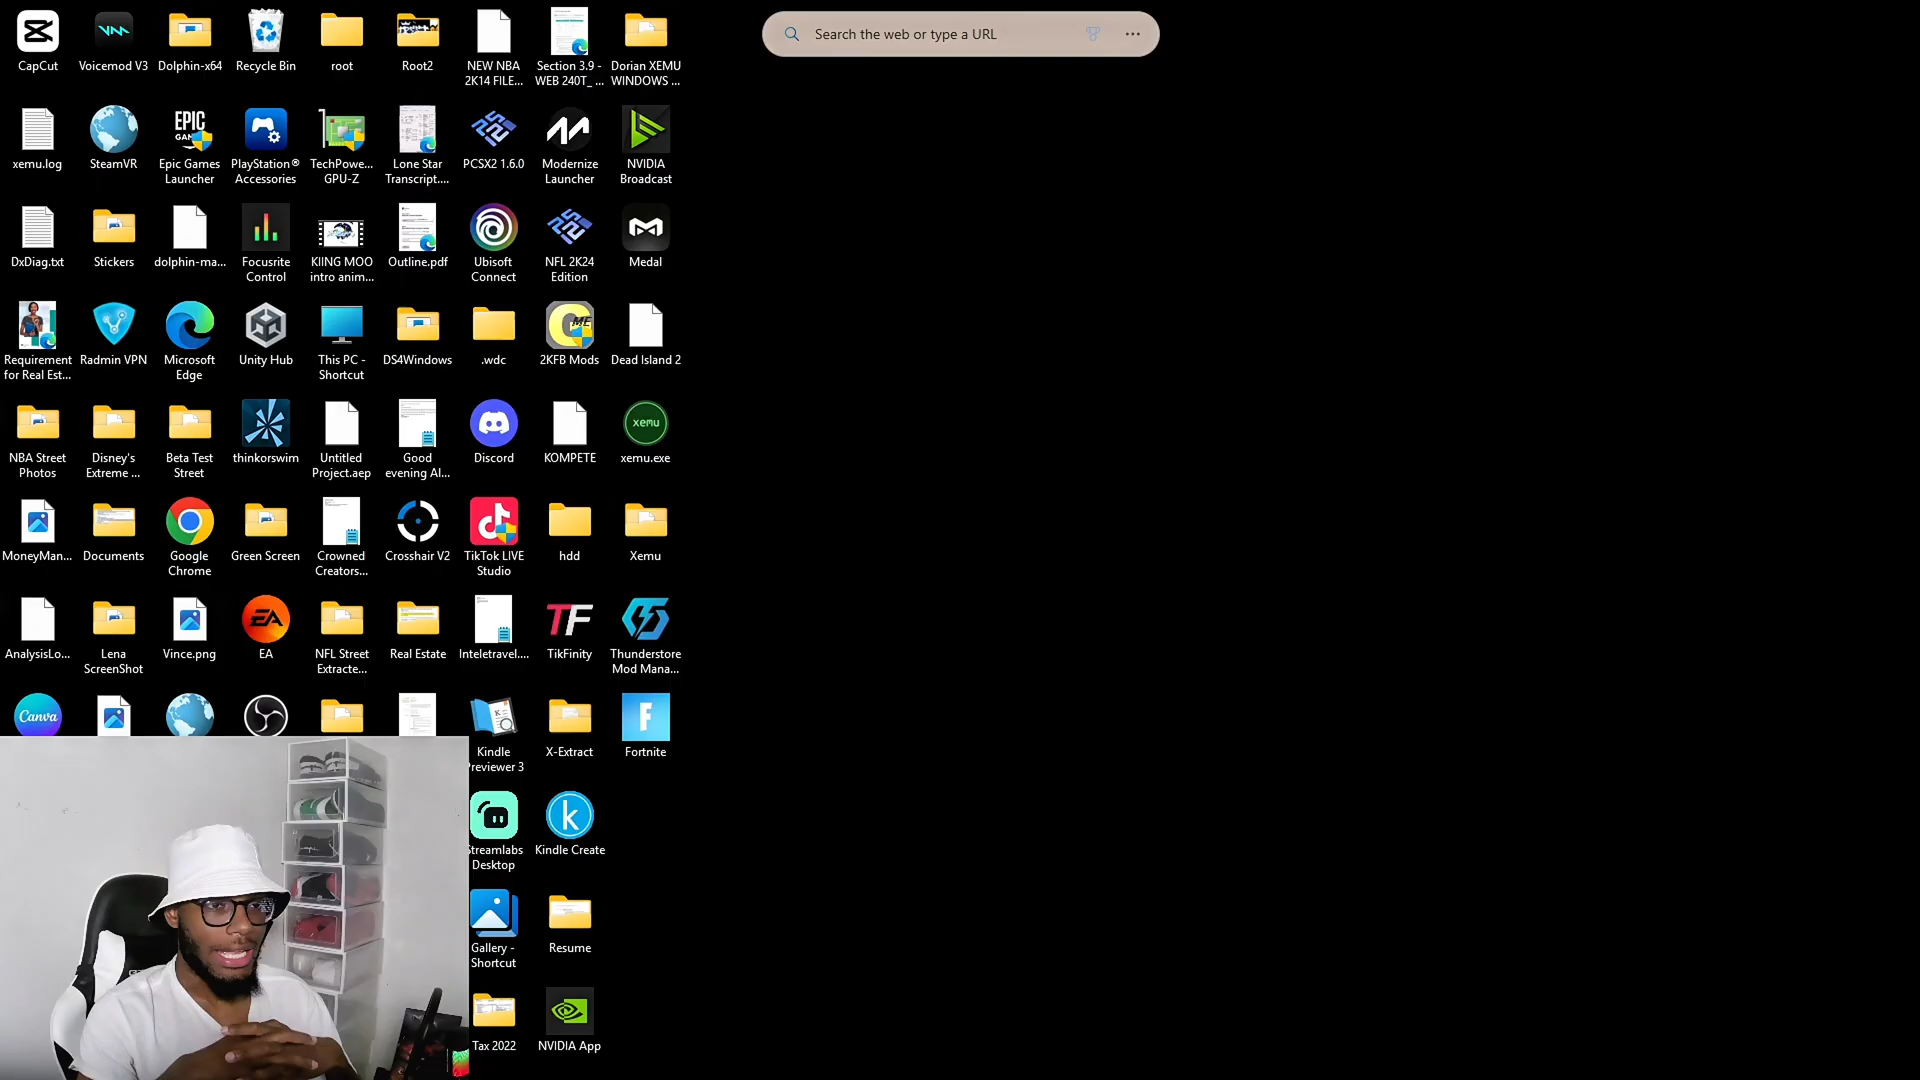 Search the web or type a URL
CapCut
Voicemod V3
Dolphin-x64
Recycle Bin
root
Root2
NEW NBA
2K14 FILE...
Section 3.9 -
WEB 240T_ ...
Dorian XEMU
WINDOWS ...
xemu.log
SteamVR
EPIC
Epic Games
Launcher
PlayStation®
Accessories
TechPowe...
GPU-Z
Lone Star
Transcript....
PCSX2 1.6.0
Modernize
Launcher
NVIDIA
Broadcast
DxDiag.txt
Stickers
dolphin-ma...
Focusrite
Control
KIING MOO
intro anim...
Outline.pdf
Ubisoft
Connect
NFL 2K24
Edition
Medal
Requirement
for Real Est...
Radmin VPN
Microsoft
Edge
Unity Hub
This PC -
Shortcut
DS4Windows
.wdc
ME
2KFB Mods
Dead Island 2
NBA Street
Photos
Disney's
Extreme ...
Beta Test
Street
thinkorswim
Untitled
Project.aep
Good
evening Al...
Discord
KOMPETE
xemu
xemu.exe
MoneyMan...
Documents
Google
Chrome
Green Screen
Crowned
Creators...
Crosshair V2
TikTok LIVE
Studio
hdd
Xemu
AnalysisLo...
Lena
ScreenShot
Vince.png
EA
EA
NFL Street
Extracte...
Real Estate
Inteletravel....
TF
TikFinity
Thunderstore
Mod Mana...
Canva
Kindle
Previewer 3
X-Extract
F
Fortnite
Streamlabs
Desktop
k
Kindle Create
Gallery -
Shortcut
Resume
Tax 2022
NVIDIA App